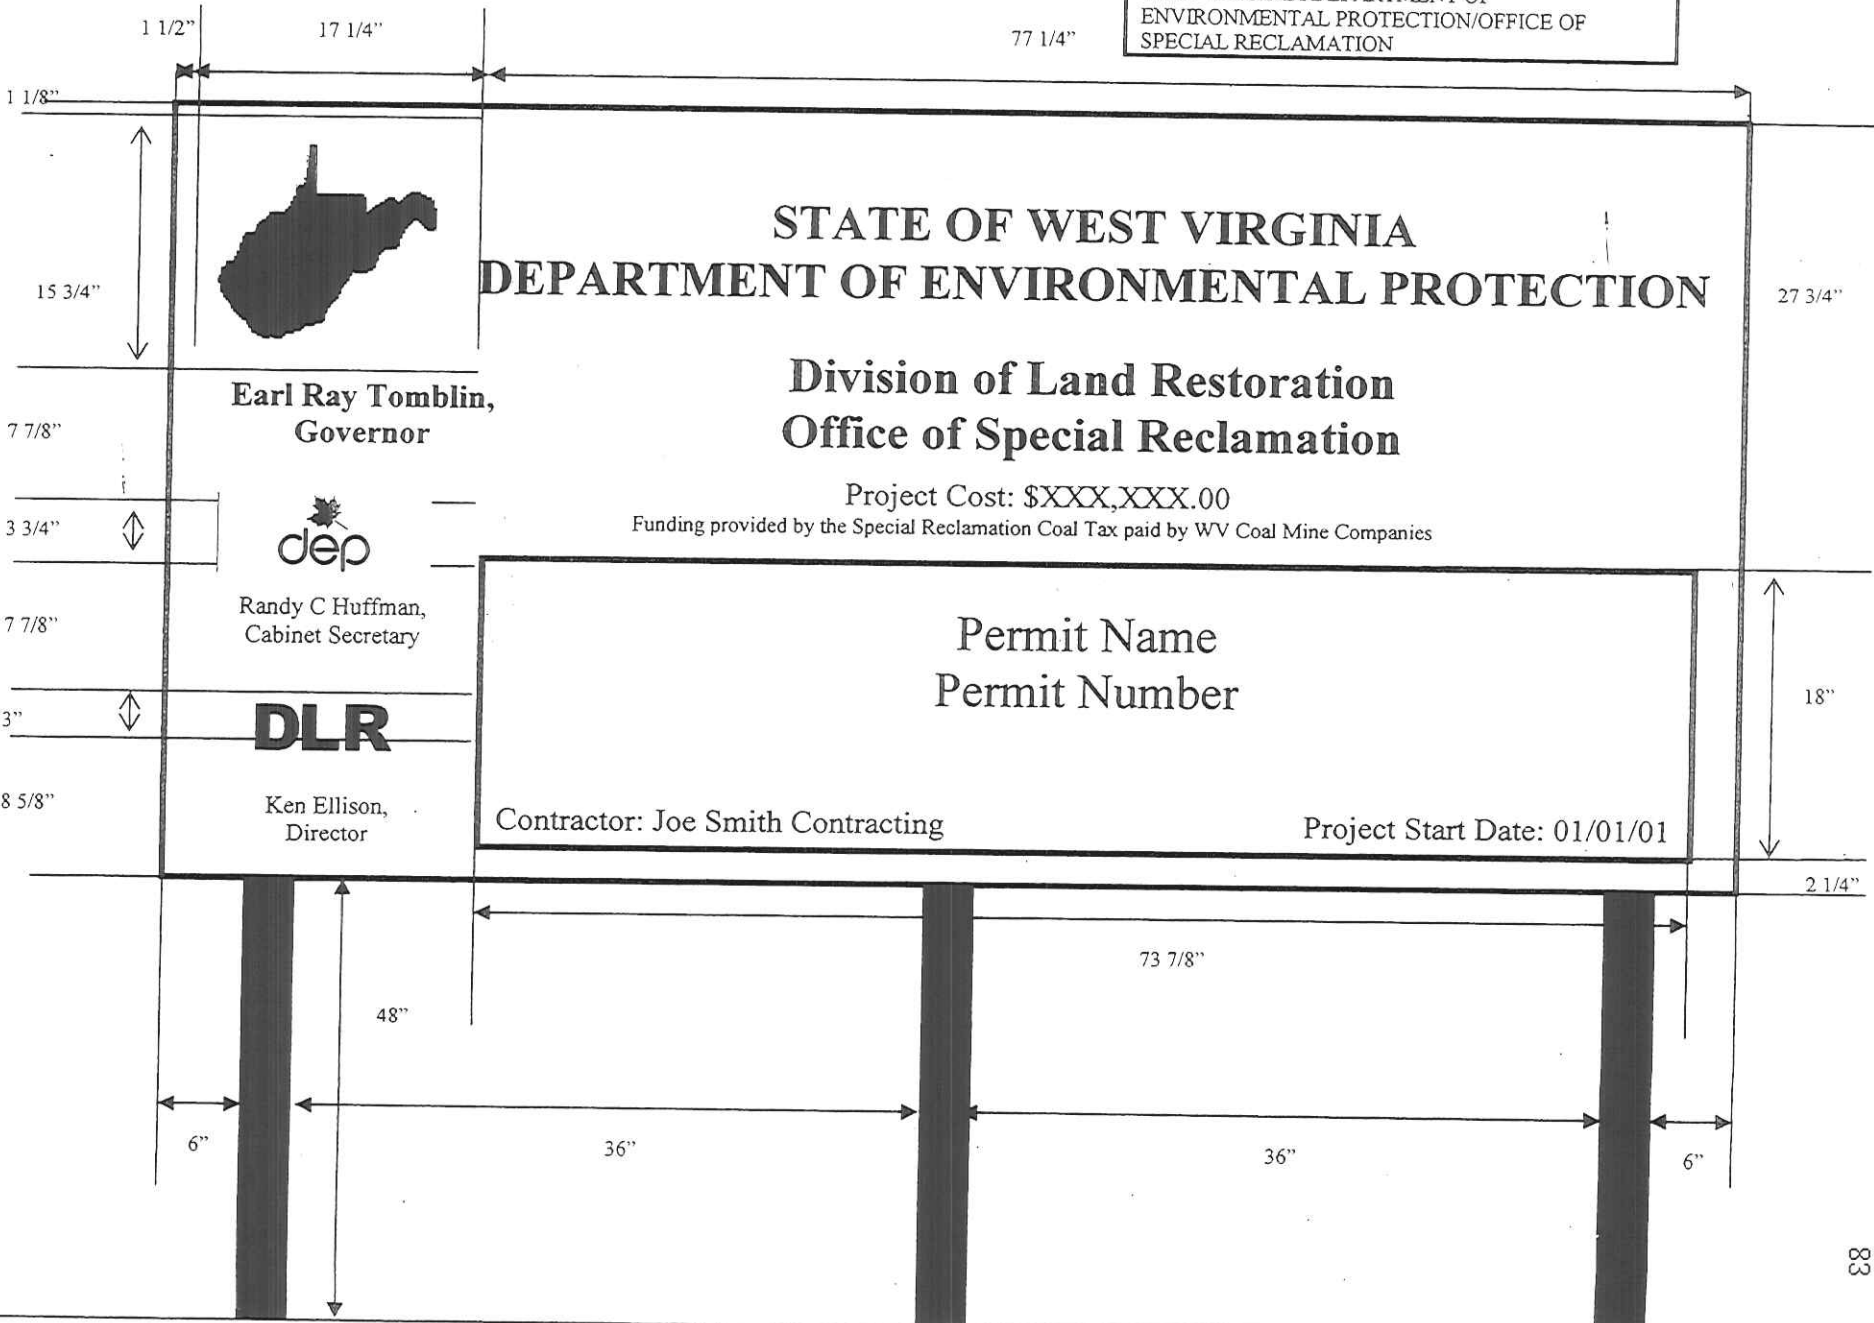 1 1/2” 17 1/4” 77 1/4”
ENVIRONMENTAL PROTECTION/OFFICE OF
SPECIAL RECLAMATION
1 1/8”
STATE OF WEST VIRGINIA
DEPARTMENT OF ENVIRONMENTAL PROTECTION
15 3/4”
27 3/4”
Division of Land Restoration
Office of Special Reclamation
Earl Ray Tomblin,
Governor
7 7/8”
Project Cost: $XXX,XXX.00
Funding provided by the Special Reclamation Coal Tax paid by WV Coal Mine Companies
3 3/4”
dep
Randy C Huffman,
Cabinet Secretary
7 7/8”
Permit Name
Permit Number
18”
3”
DLR
8 5/8”
Ken Ellison,
Director
Contractor: Joe Smith Contracting Project Start Date: 01/01/01
2 1/4”
73 7/8”
48”
6” 36” 36” 6”
83